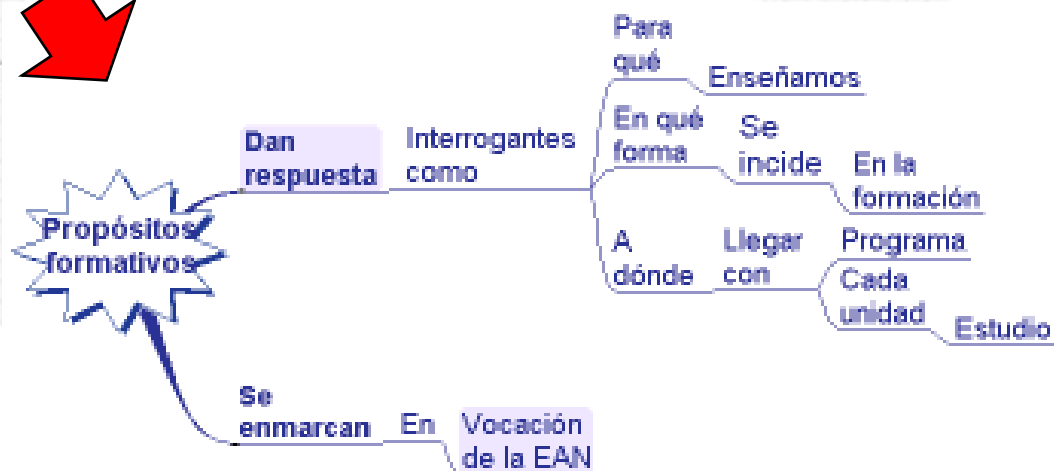 Propósitos
formativos
Dan
respuesta
Interrogantes
como
Para
qué
Enseñamos
En qué
forma
Se
incide
En la
formación
A
dónde
Llegar
con
Programa
Cada
unidad
Estudio
Se
enmarcan
En
Vocación
de la EAN